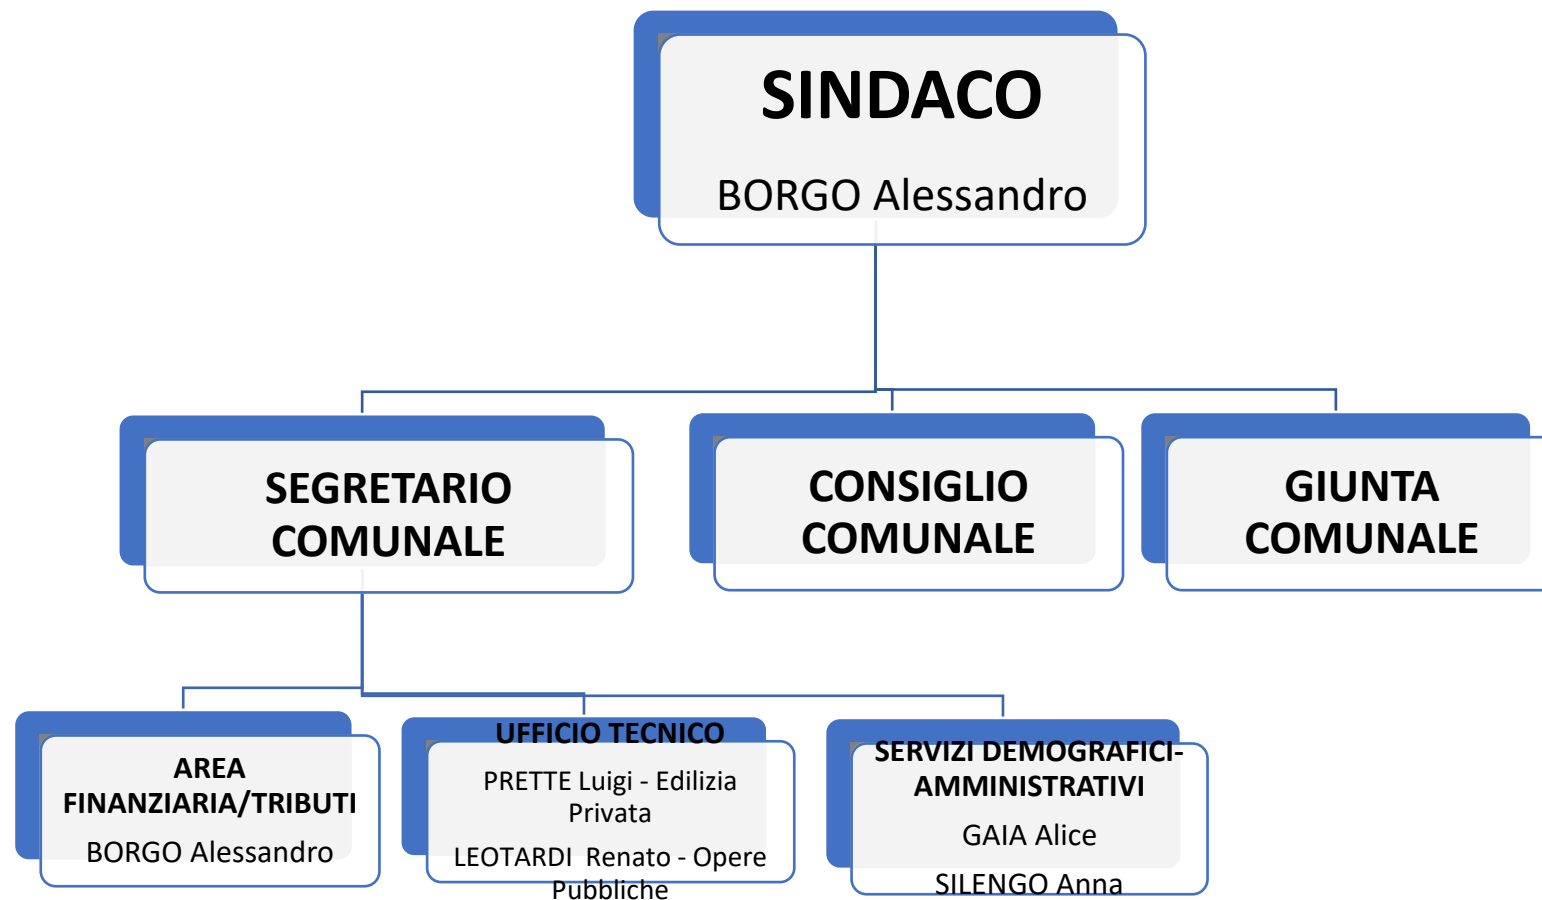 SINDACO
BORGO Alessandro
SEGRETARIO
COMUNALE
CONSIGLIO
COMUNALE
GIUNTA
COMUNALE
AREA
FINANZIARIA/TRIBUTI
BORGO Alessandro
UFFICIO TECNICO
PRETTE Luigi - Edilizia
Privata
LEOTARDI  Renato - Opere
Pubbliche
SERVIZI DEMOGRAFICI-
AMMINISTRATIVI
GAIA Alice
SILENGO Anna